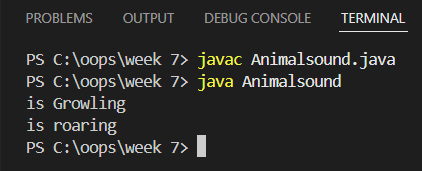 PROBLEMS OUTPUT DEBUG CONSOLE TERMINAL
PS C:\oops\week 7> javac Animalsound.java
PS C:\oops\week 7> java Animalsound
is Growling
is roaring
PS C:\oops\week 7>